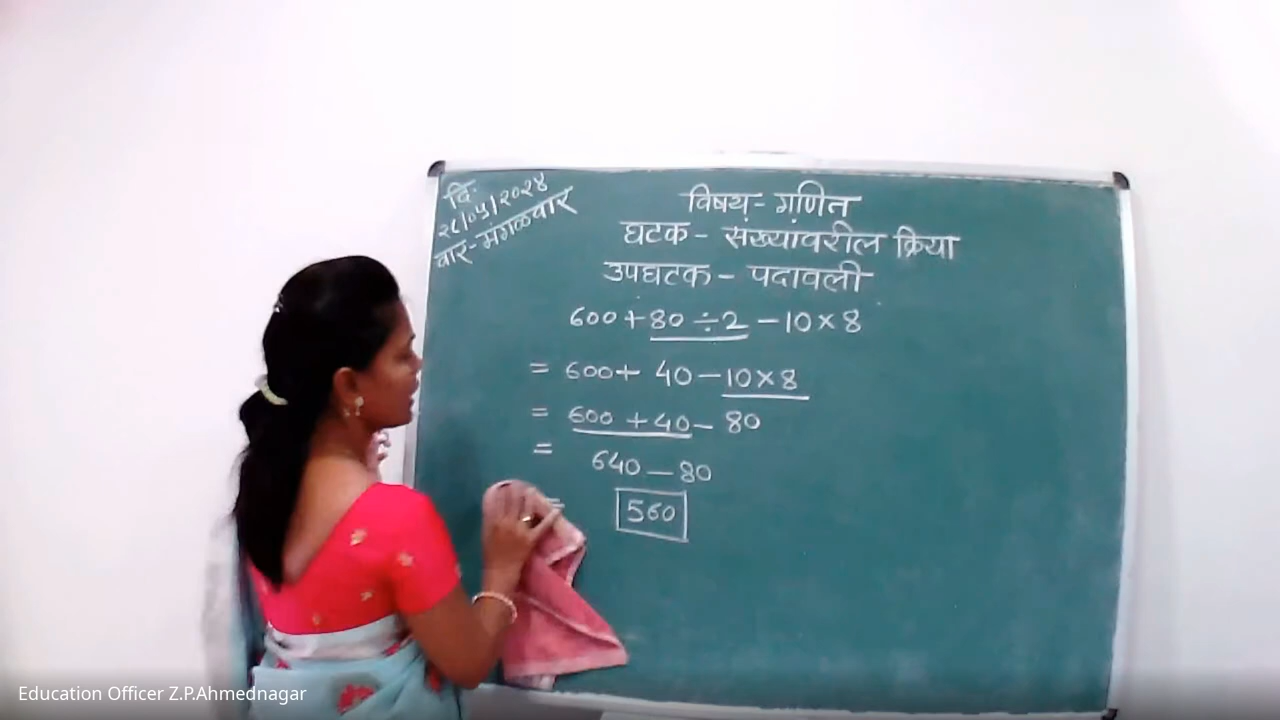 दि:
२८/०५/२०२४
वार-मंगळवार
विषय- गणित
घटक- संख्यांवरील क्रिया
उपघटक- पदावली
600+80÷2-10×8
= 600+ 40-10×8
= 600 +40- 80
= 640-80
= 560
Education Officer Z.P.Ahmednagar